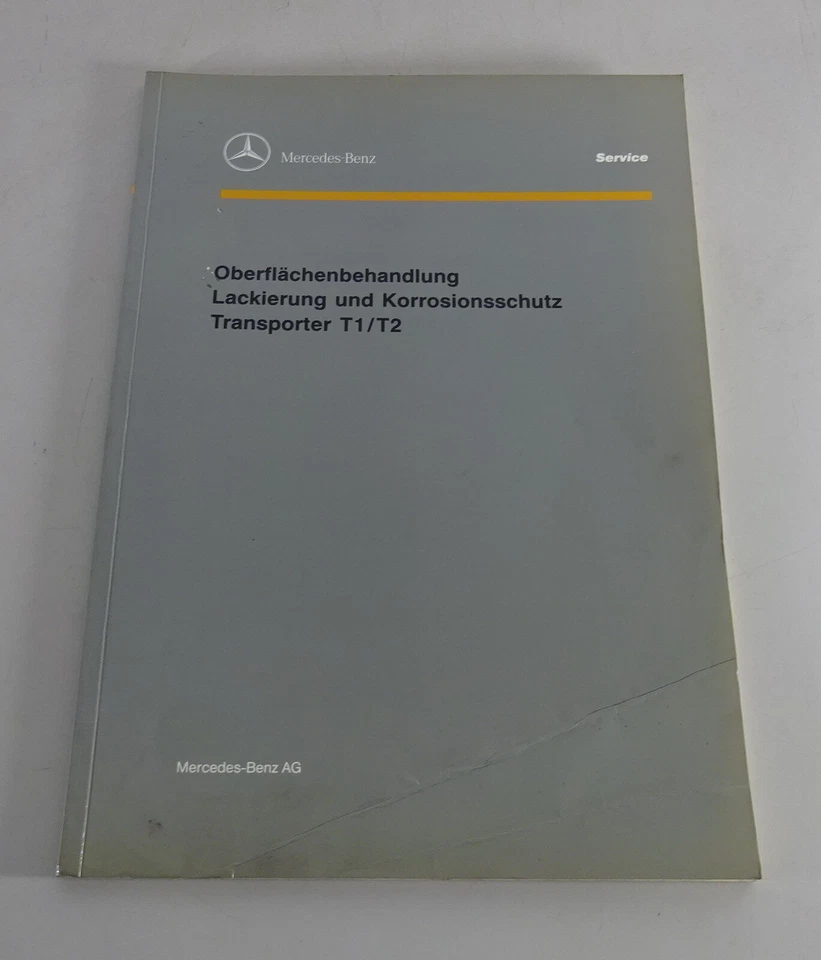 Mercedes-Benz
Service
Oberflächenbehandlung
Lackierung und Korrosionsschutz
Transporter T1/T2
Mercedes-Benz AG